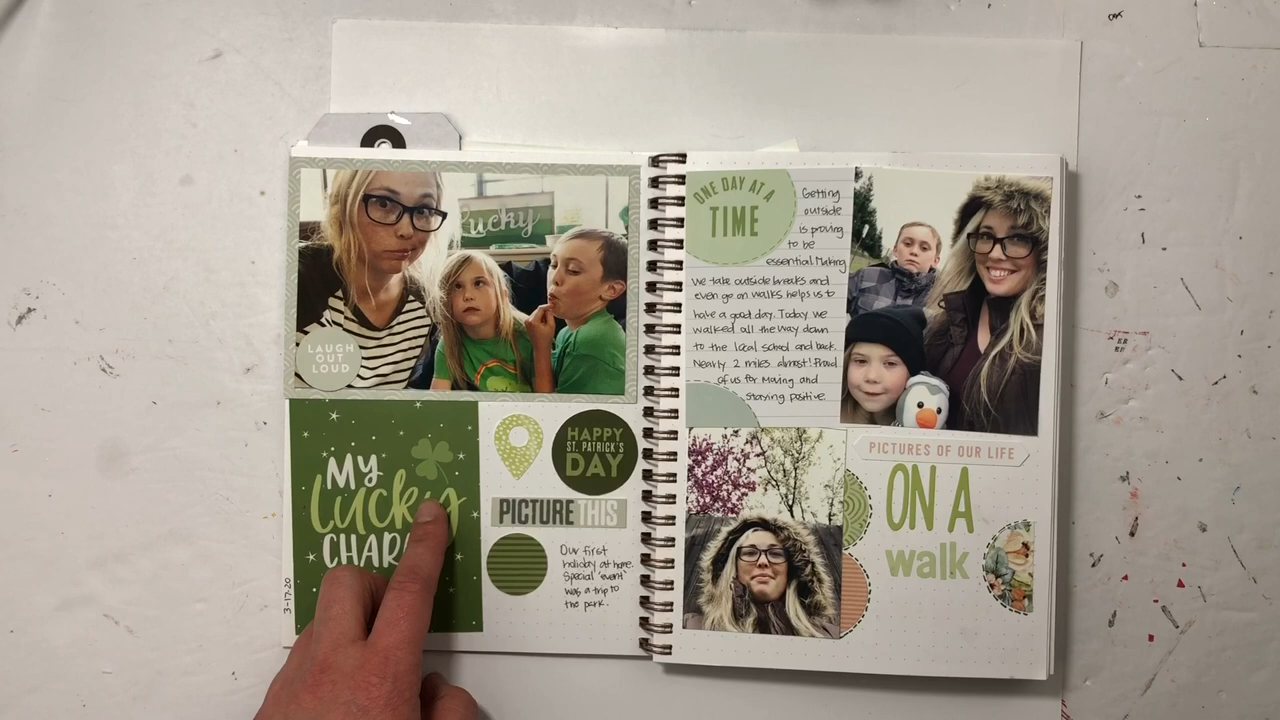 Lucky
LAUGH
OUT
LOUD
MY
Lucky
CHAR
HAPPY
ST. PATRICK'S
DAY
PICTURE THIS
Our first
holiday at home.
Special "event"
was a trip to
the park.
3-17-20
ONE DAY AT A
TIME
Getting
outside
is proving
to be
essential. Making
we take outside breaks and
even go on walks helps us to
have a good day. Today we
walked all the way down
to the local school and back.
Nearly 2 miles almost! Proud
of us for moving and
staying positive.
PICTURES OF OUR LIFE
ON A
walk